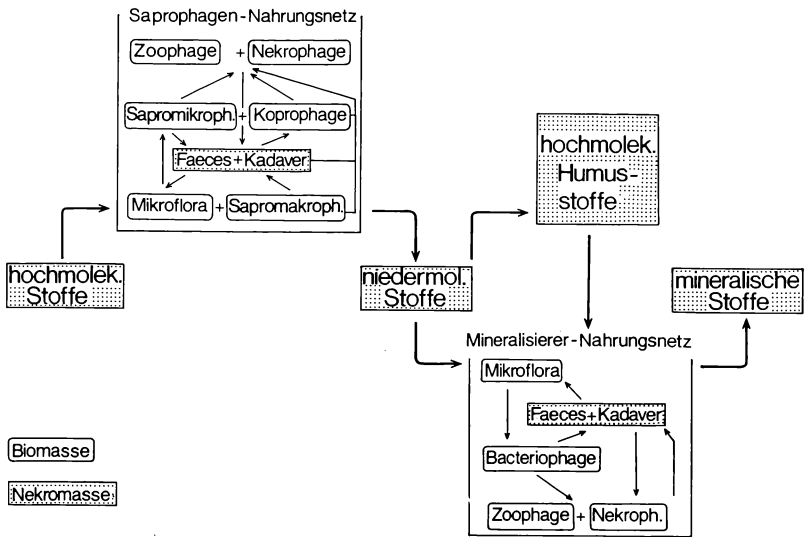 Saprophagen-Nahrungsnetz
Zoophage + Nekrophage
Sapromikroph. + Koprophage
Faeces+Kadaver
Mikroflora + Sapromakroph.
hochmolek.
Humus-
stoffe
hochmolek.
Stoffe
niedermol.
Stoffe
mineralische
Stoffe
Mineralisierer-Nahrungsnetz
Mikroflora
Faeces+Kadaver
Bacteriophage
Zoophage + Nekroph.
Biomasse
Nekromasse